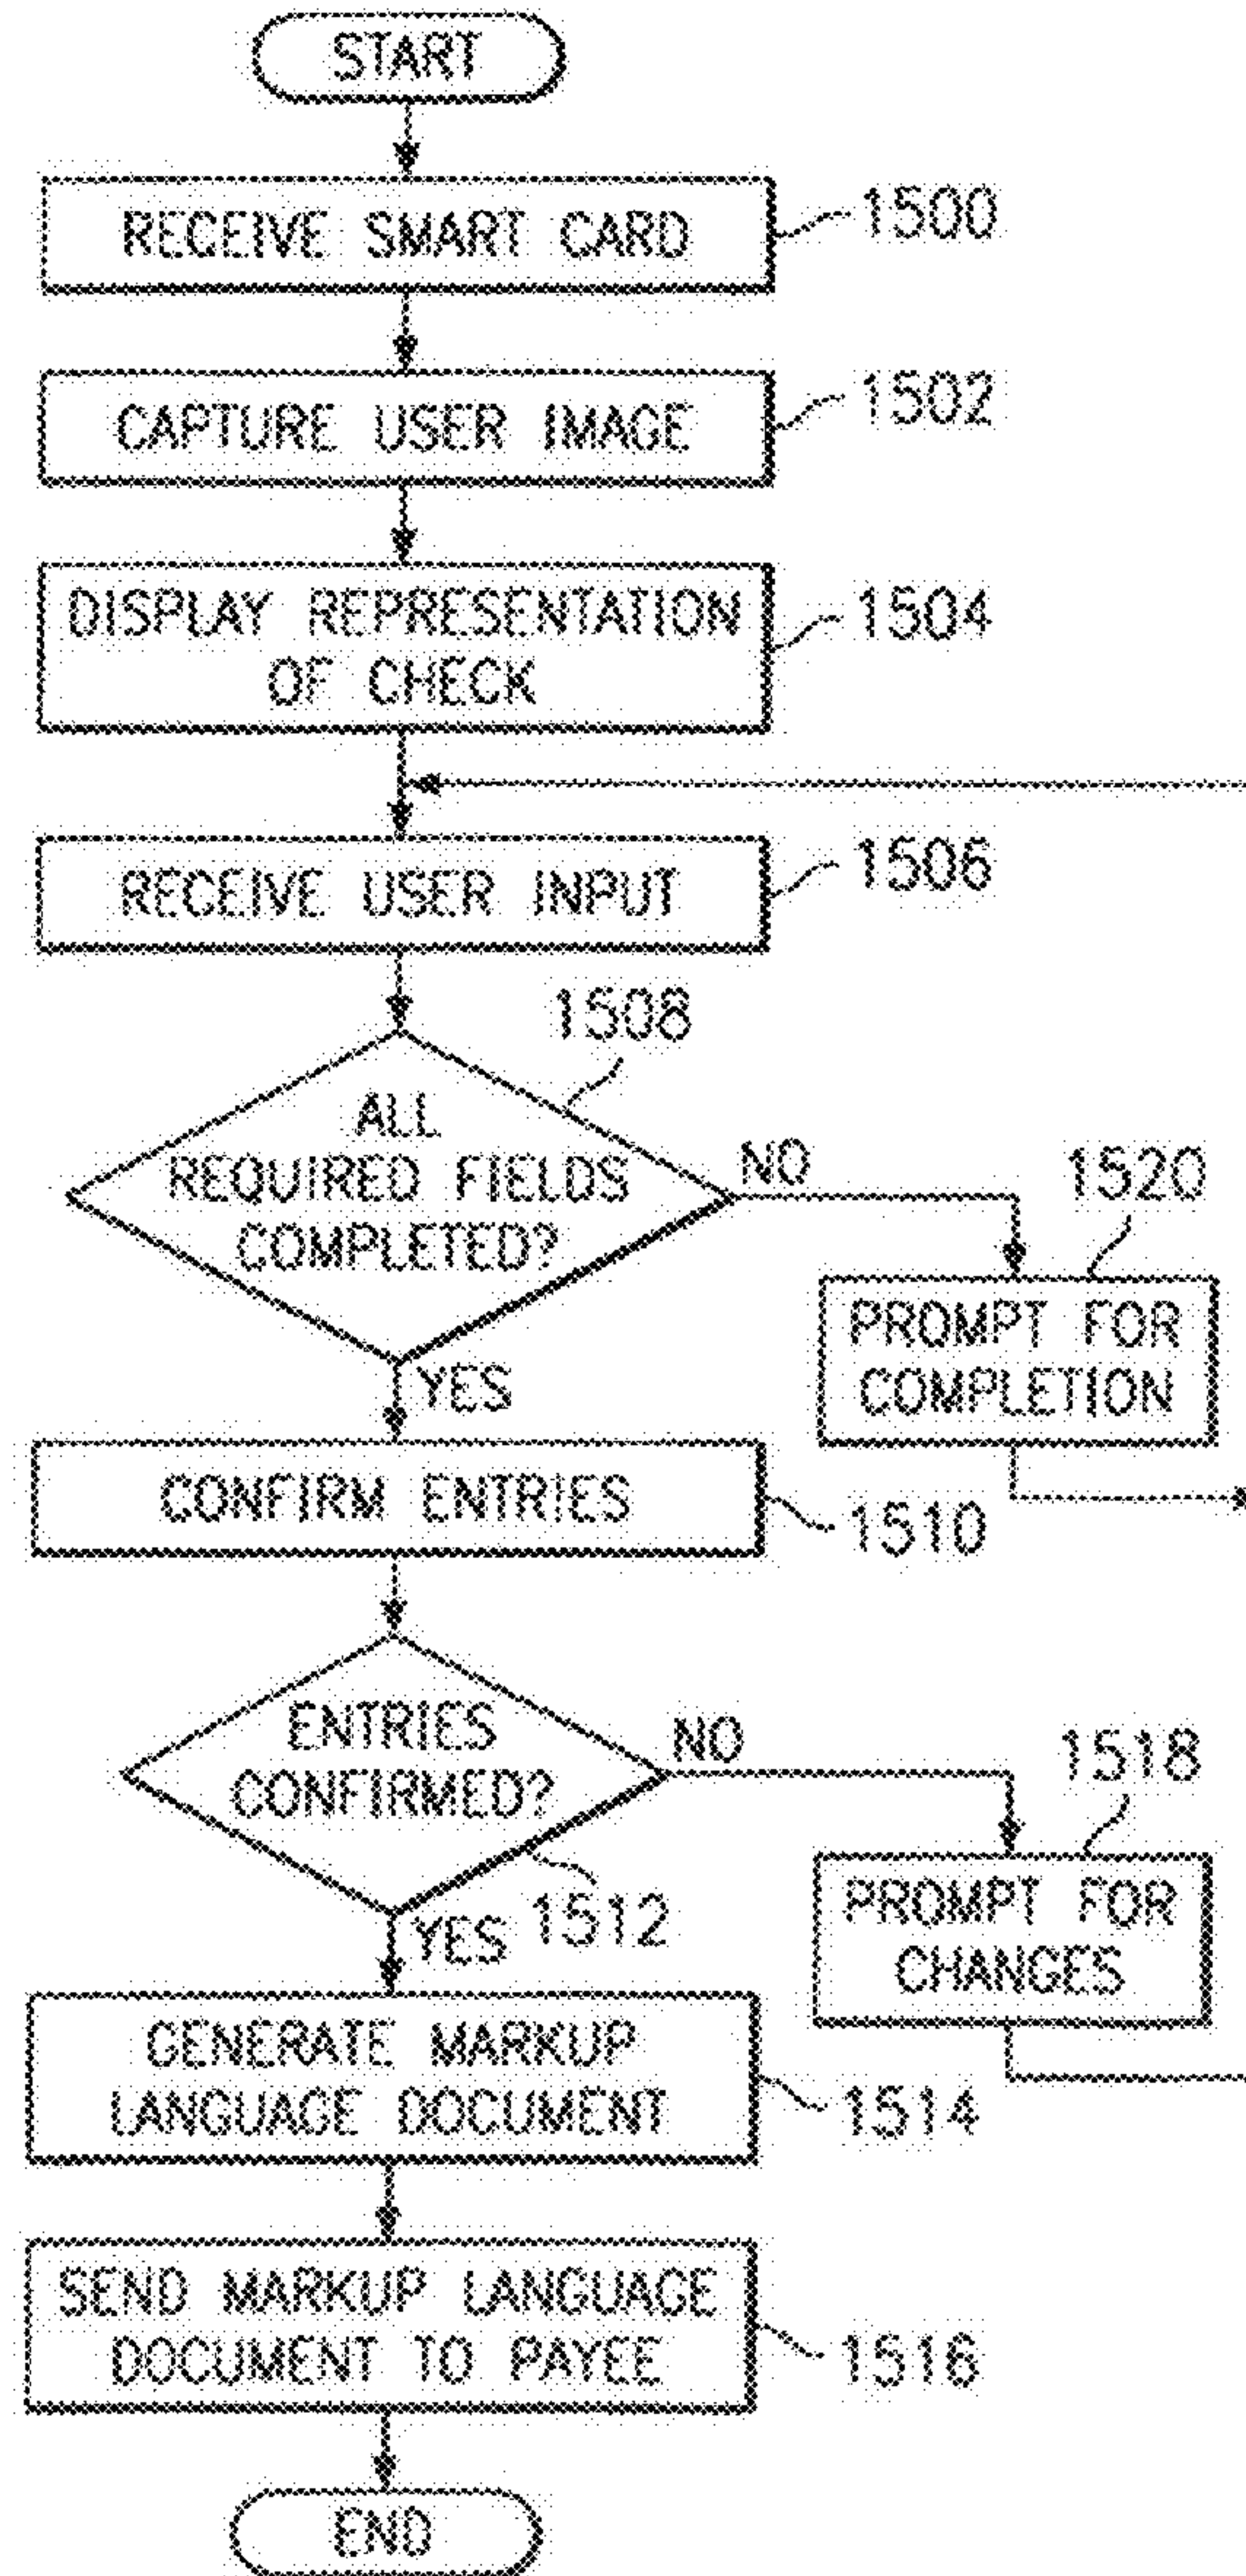 START
RECEIVE SMART CARD
1500
CAPTURE USER IMAGE
1502
DISPLAY REPRESENTATION
OF CHECK
1504
RECEIVE USER INPUT
1506
1508
ALL
REQUIRED FIELDS
COMPLETED?
NO
1520
PROMPT FOR
COMPLETION
YES
CONFIRM ENTRIES
1510
ENTRIES
CONFIRMED?
NO
1518
PROMPT FOR
CHANGES
YES
1512
GENERATE MARKUP
LANGUAGE DOCUMENT
1514
SEND MARKUP LANGUAGE
DOCUMENT TO PAYEE
1516
END